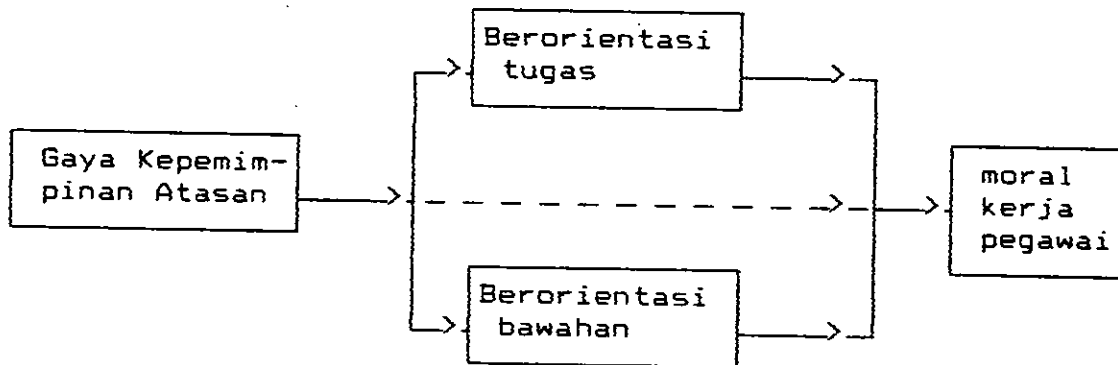 Berorientasi
tugas
Gaya Kepemim-
pinan Atasan
moral
kerja
pegawai
Berorientasi
bawahan